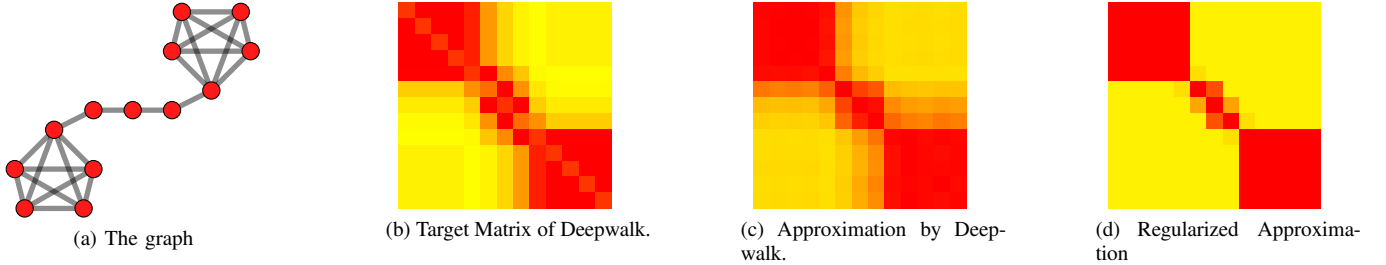 (a) The graph
(b) Target Matrix of Deepwalk.
(c) Approximation by Deep-
walk.
(d) Regularized Approxima-
tion